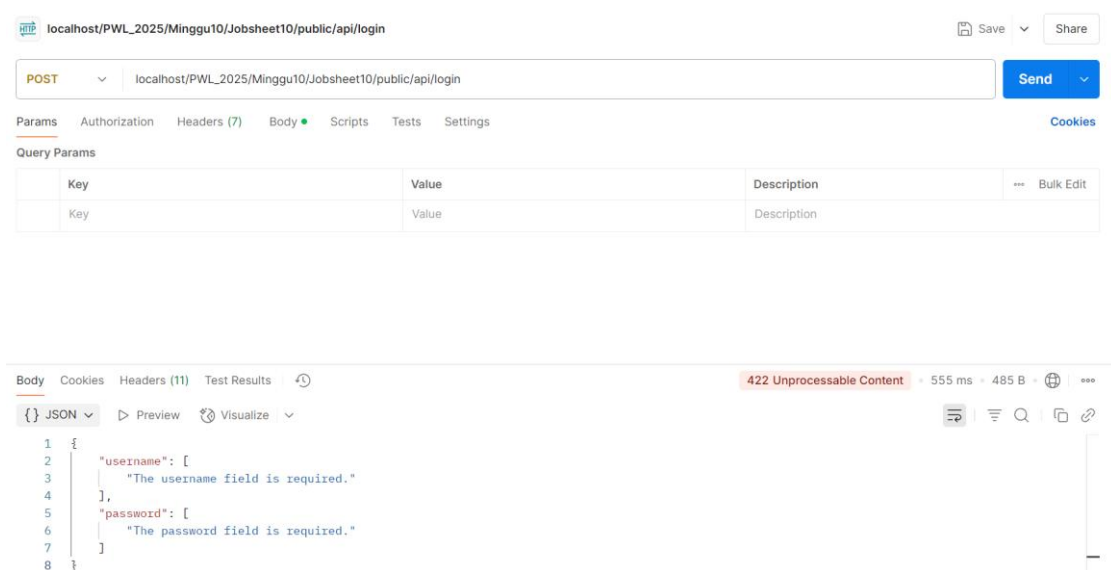 HTTP localhost/PWL_2025/Minggu10/Jobsheet10/public/api/login Save Share
POST localhost/PWL_2025/Minggu10/Jobsheet10/public/api/login Send
Params Authorization Headers (7) Body Scripts Tests Settings Cookies
Query Params
Key Value Description Bulk Edit
Key Value Description
Body Cookies Headers (11) Test Results 422 Unprocessable Content 555 ms 485 B
{} JSON Preview Visualize
1 {
2 "username": [
3 "The username field is required."
4 ],
5 "password": [
6 "The password field is required."
7 ]
8 }